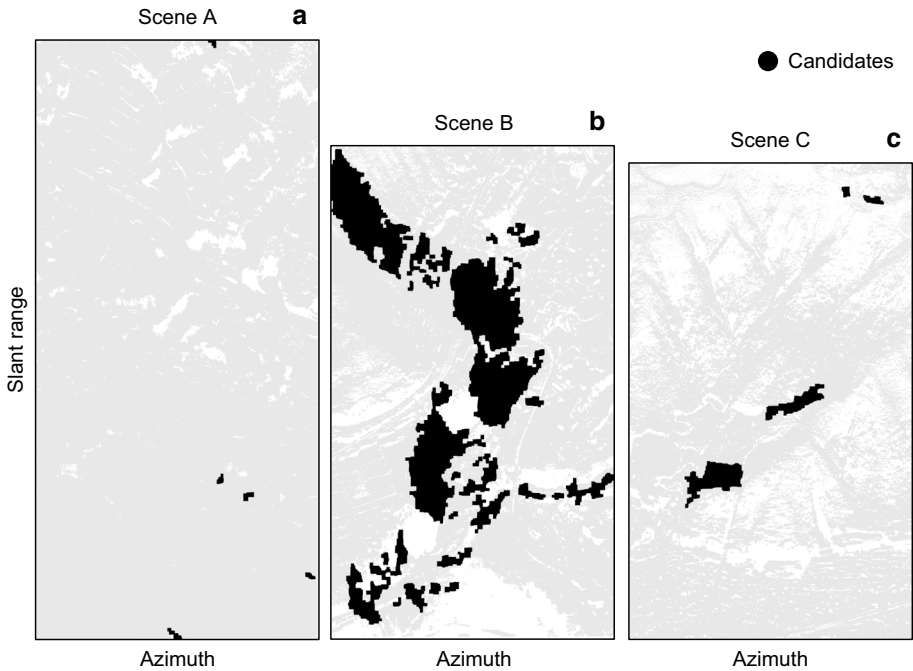 Scene A
a
Candidates
Scene B
b
Scene C
c
Slant range
Azimuth
Azimuth
Azimuth